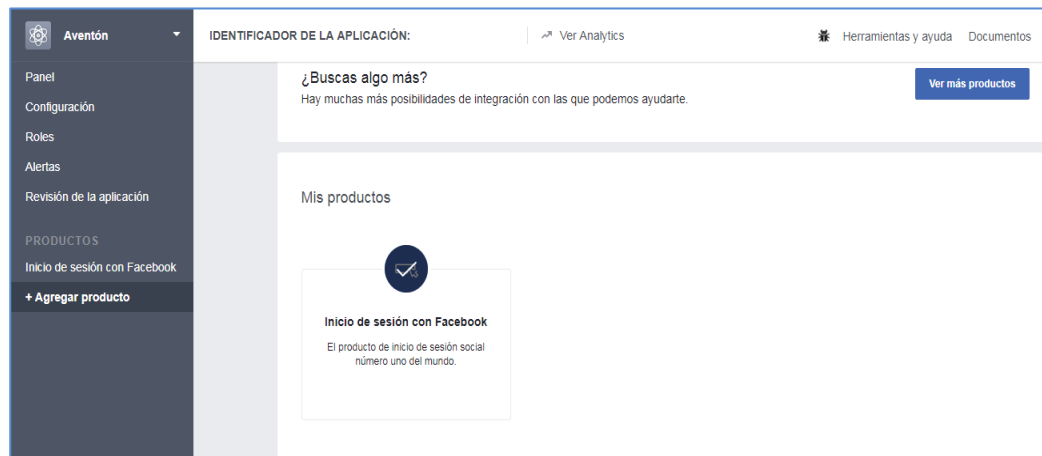 Aventón
IDENTIFICADOR DE LA APLICACIÓN:
Ver Analytics
Herramientas y ayuda
Documentos
Panel
Configuración
Roles
Alertas
Revisión de la aplicación
PRODUCTOS
Inicio de sesión con Facebook
+ Agregar producto
¿Buscas algo más?
Hay muchas más posibilidades de integración con las que podemos ayudarte.
Ver más productos
Mis productos
Inicio de sesión con Facebook
El producto de inicio de sesión social
número uno del mundo.